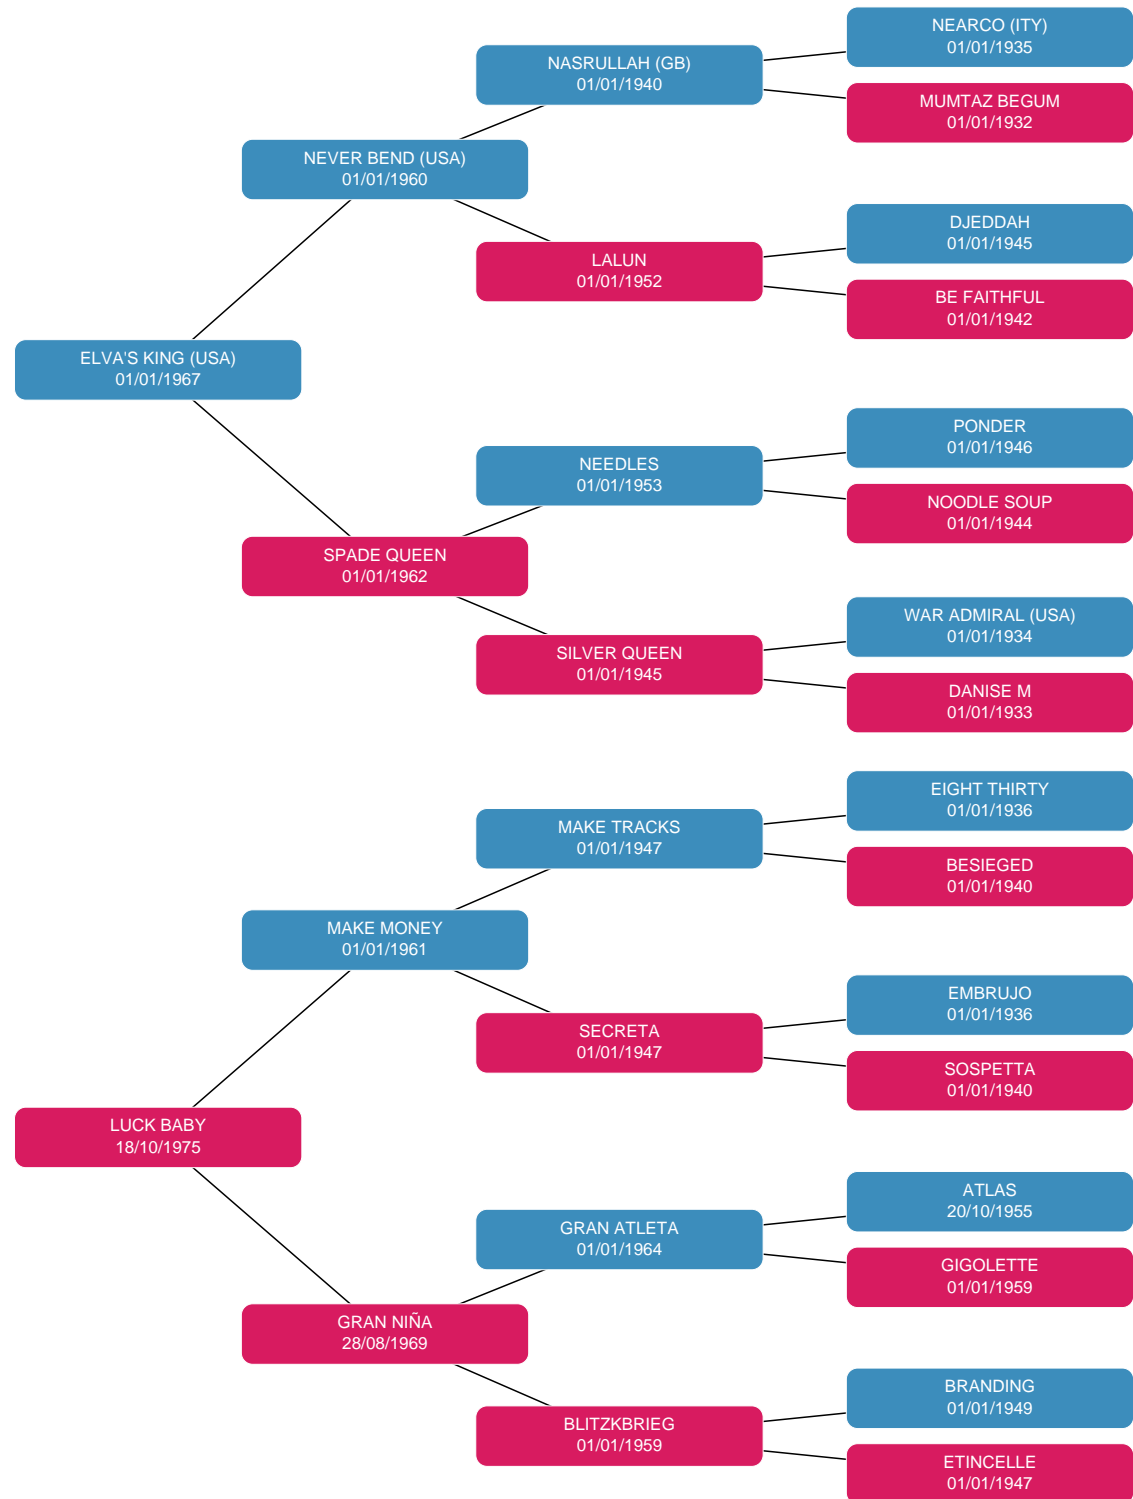 NEARCO (ITY)
01/01/1935
NASRULLAH (GB)
01/01/1940
MUMTAZ BEGUM
01/01/1932
NEVER BEND (USA)
01/01/1960
DJEDDAH
01/01/1945
LALUN
01/01/1952
BE FAITHFUL
01/01/1942
ELVA'S KING (USA)
01/01/1967
PONDER
01/01/1946
NEEDLES
01/01/1953
NOODLE SOUP
01/01/1944
SPADE QUEEN
01/01/1962
WAR ADMIRAL (USA)
01/01/1934
SILVER QUEEN
01/01/1945
DANISE M
01/01/1933
EIGHT THIRTY
01/01/1936
MAKE TRACKS
01/01/1947
BESIEGED
01/01/1940
MAKE MONEY
01/01/1961
EMBRUJO
01/01/1936
SECRETA
01/01/1947
SOSPETTA
01/01/1940
LUCK BABY
18/10/1975
ATLAS
20/10/1955
GRAN ATLETA
01/01/1964
GIGOLETTE
01/01/1959
GRAN NIÑA
28/08/1969
BRANDING
01/01/1949
BLITZKBRIEG
01/01/1959
ETINCELLE
01/01/1947